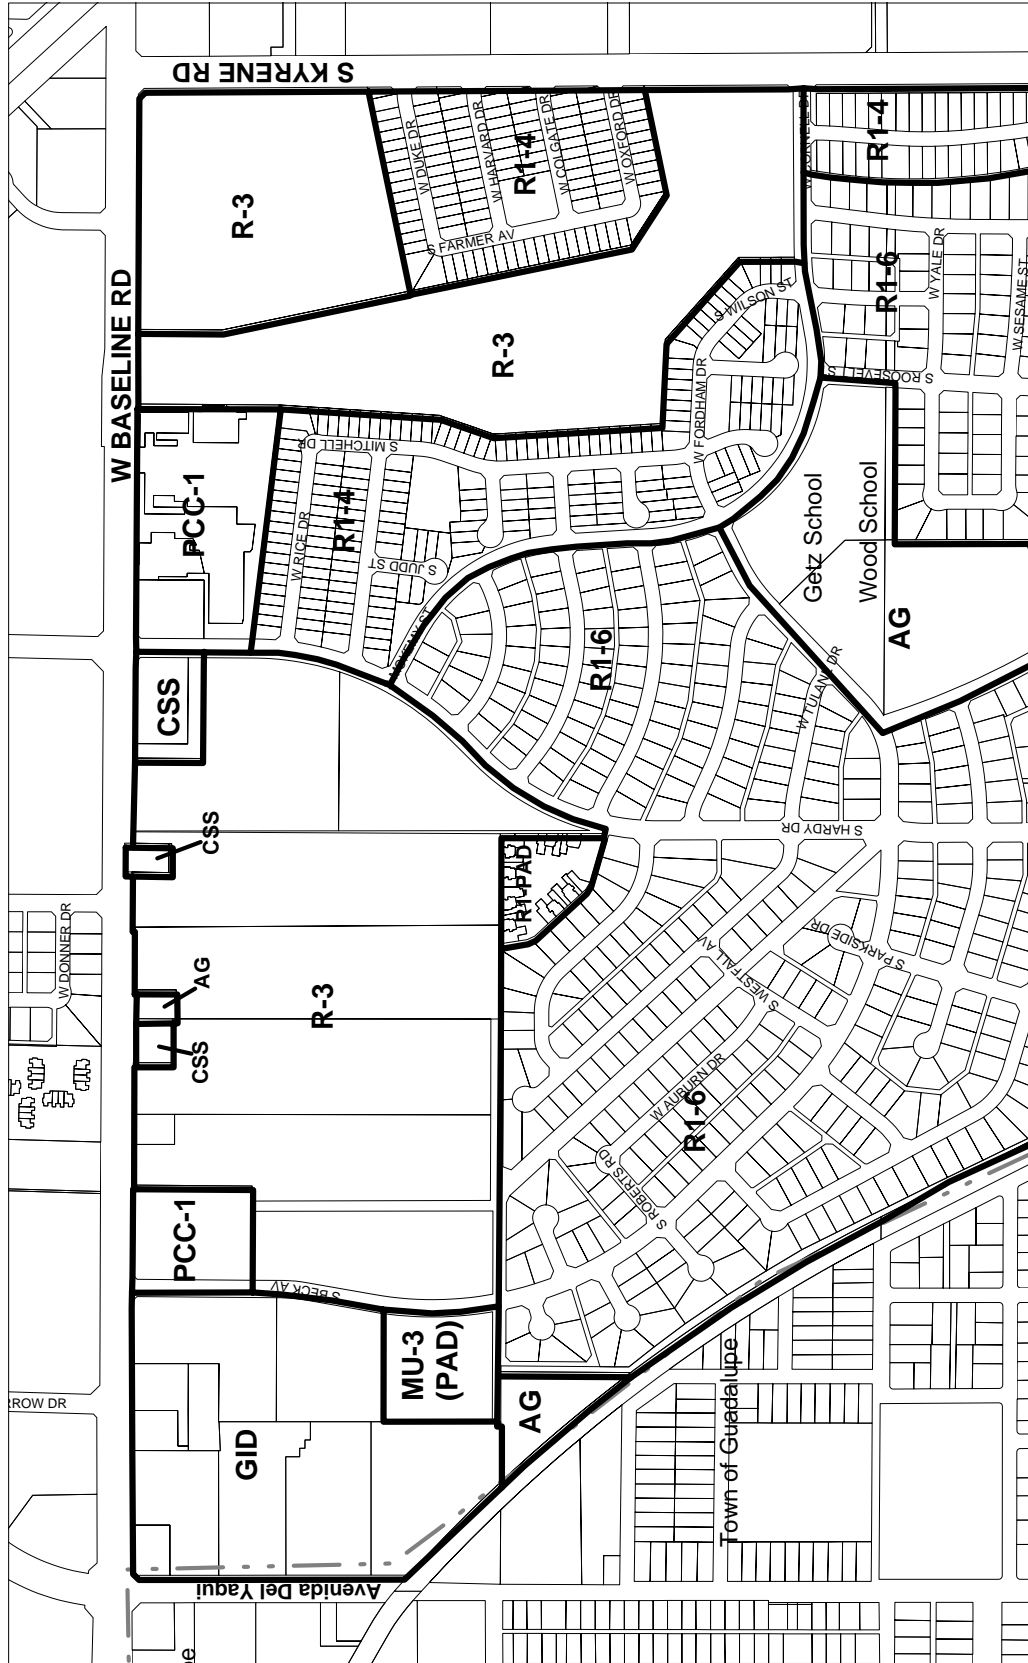 S KYRENE RD
W BASELINE RD
R-3
W DUKE DR
W HARVARD DR
R1-4
W COLGATE DR
W OXFORD DR
S FARMER AV
R1-4
R1-6
W YALE DR
W SESAME ST
S ROOSEVELT S
R-3
S WILSON ST
W FORDHAM DR
PCC-1
S MITCHELL DR
W RICE DR
R1-4
S JUDD ST
Getz School
Wood School
AG
CSS
R1-6
W TULANE DR
S HARDY DR
CSS
R1-PAD
W DONNER DR
AG
CSS
R-3
S WESTFALL AV
S PARKSIDE DR
W AUBURN DR
R1-6
S ROBERTS RD
PCC-1
S BECK AV
MU-3
(PAD)
AG
GID
RROW DR
Town of Guadalupe
Avenida Del Yaqui